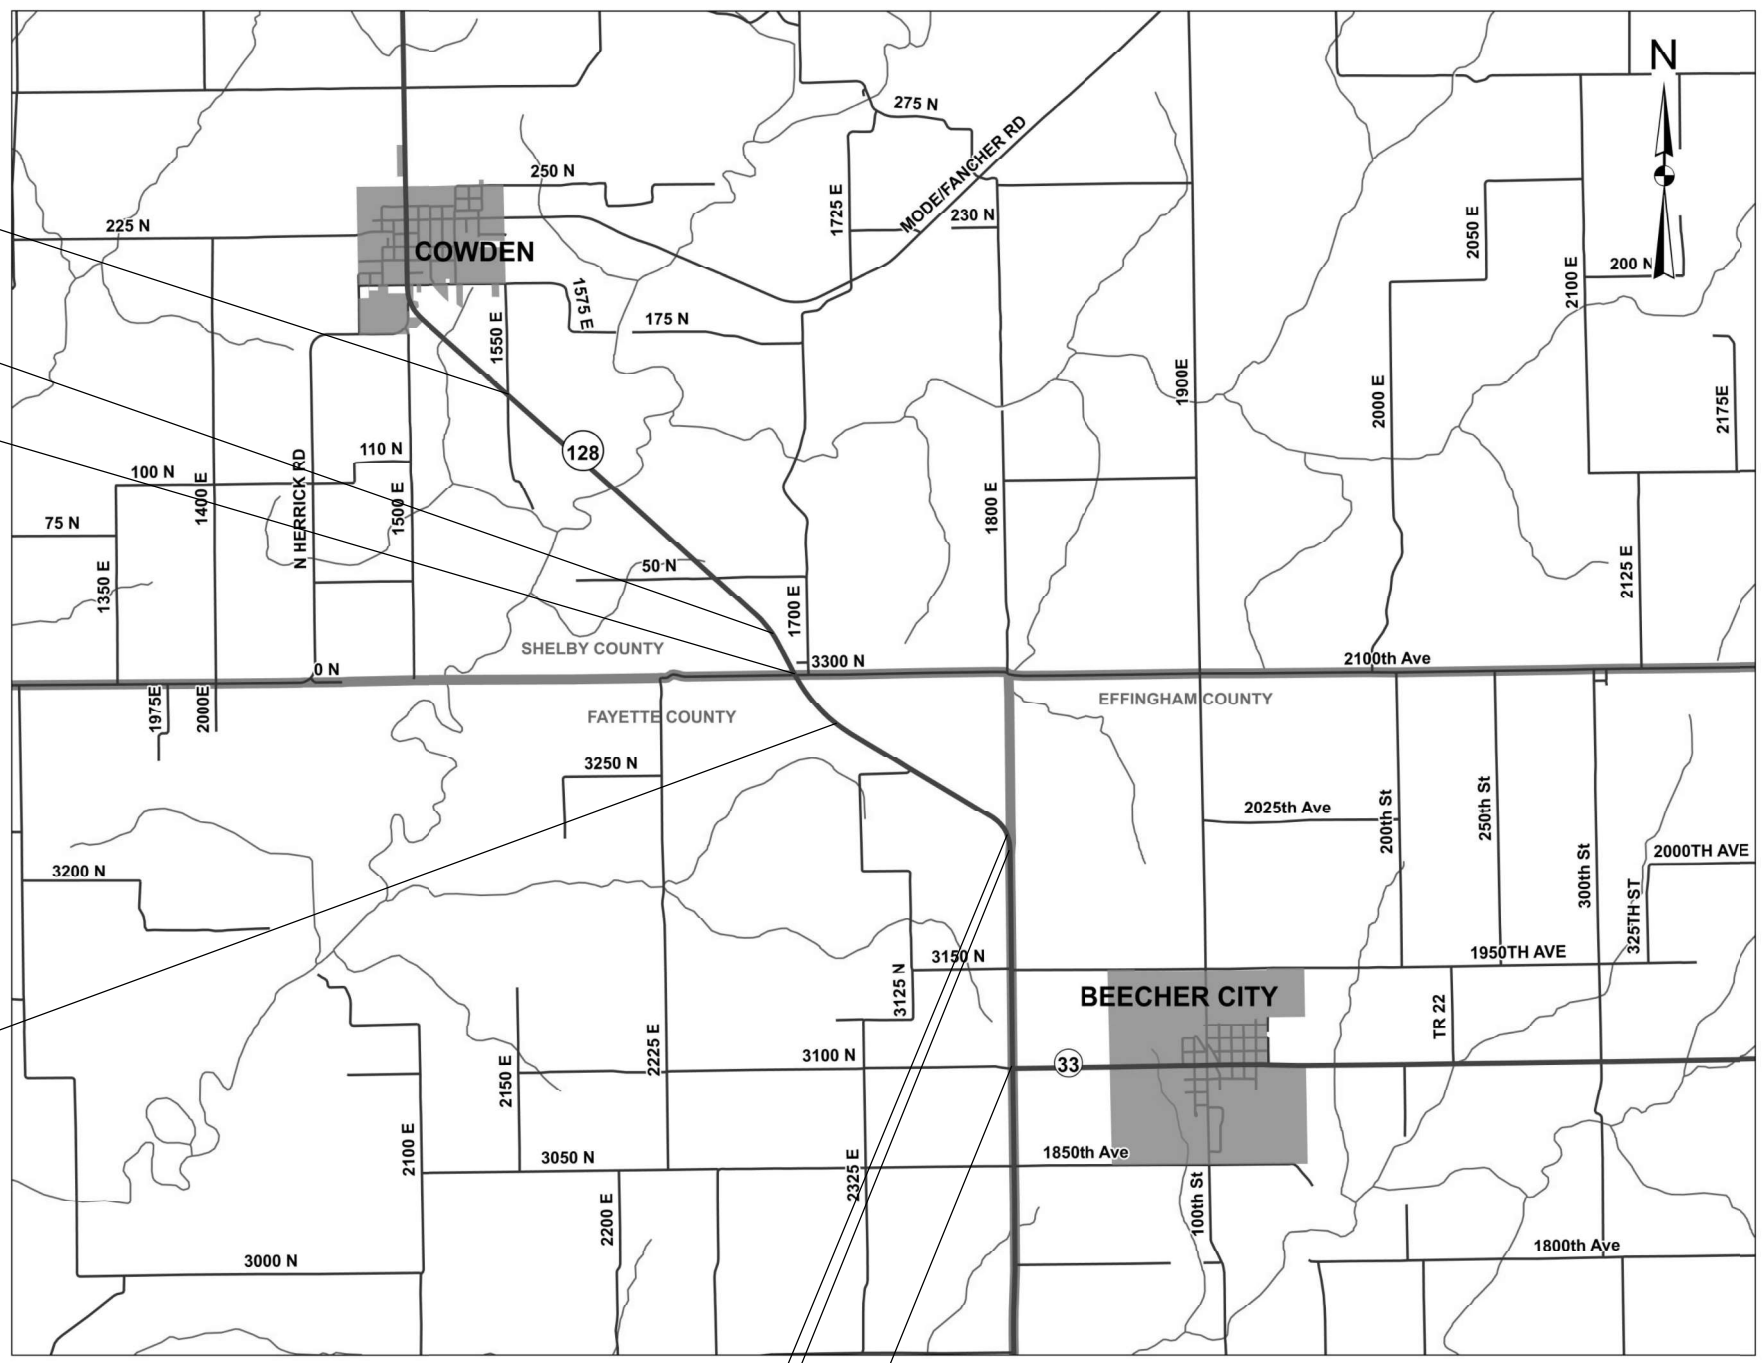 N
275 N
MODE/FANCHER RD
250 N
1725 E
230 N
2050 E
225 N
COWDEN
2100 E
200 N
1575 E
175 N
1550 E
1900E
2000 E
2175E
128
110 N
N HERRICK RD
100 N
1400 E
1500 E
1800 E
75 N
50 N
1350 E
1700 E
2125 E
SHELBY COUNTY
3300 N
2100th Ave
0 N
1975E
2000E
EFFINGHAM COUNTY
FAYETTE COUNTY
3250 N
2025th Ave
200th St
250th St
300th St
2000TH AVE
3200 N
325TH ST
3150 N
1950TH AVE
3125 N
BEECHER CITY
TR 22
2225 E
3100 N
33
2150 E
2100 E
1850th Ave
3050 N
2325 E
2200 E
100th St
1800th Ave
3000 N